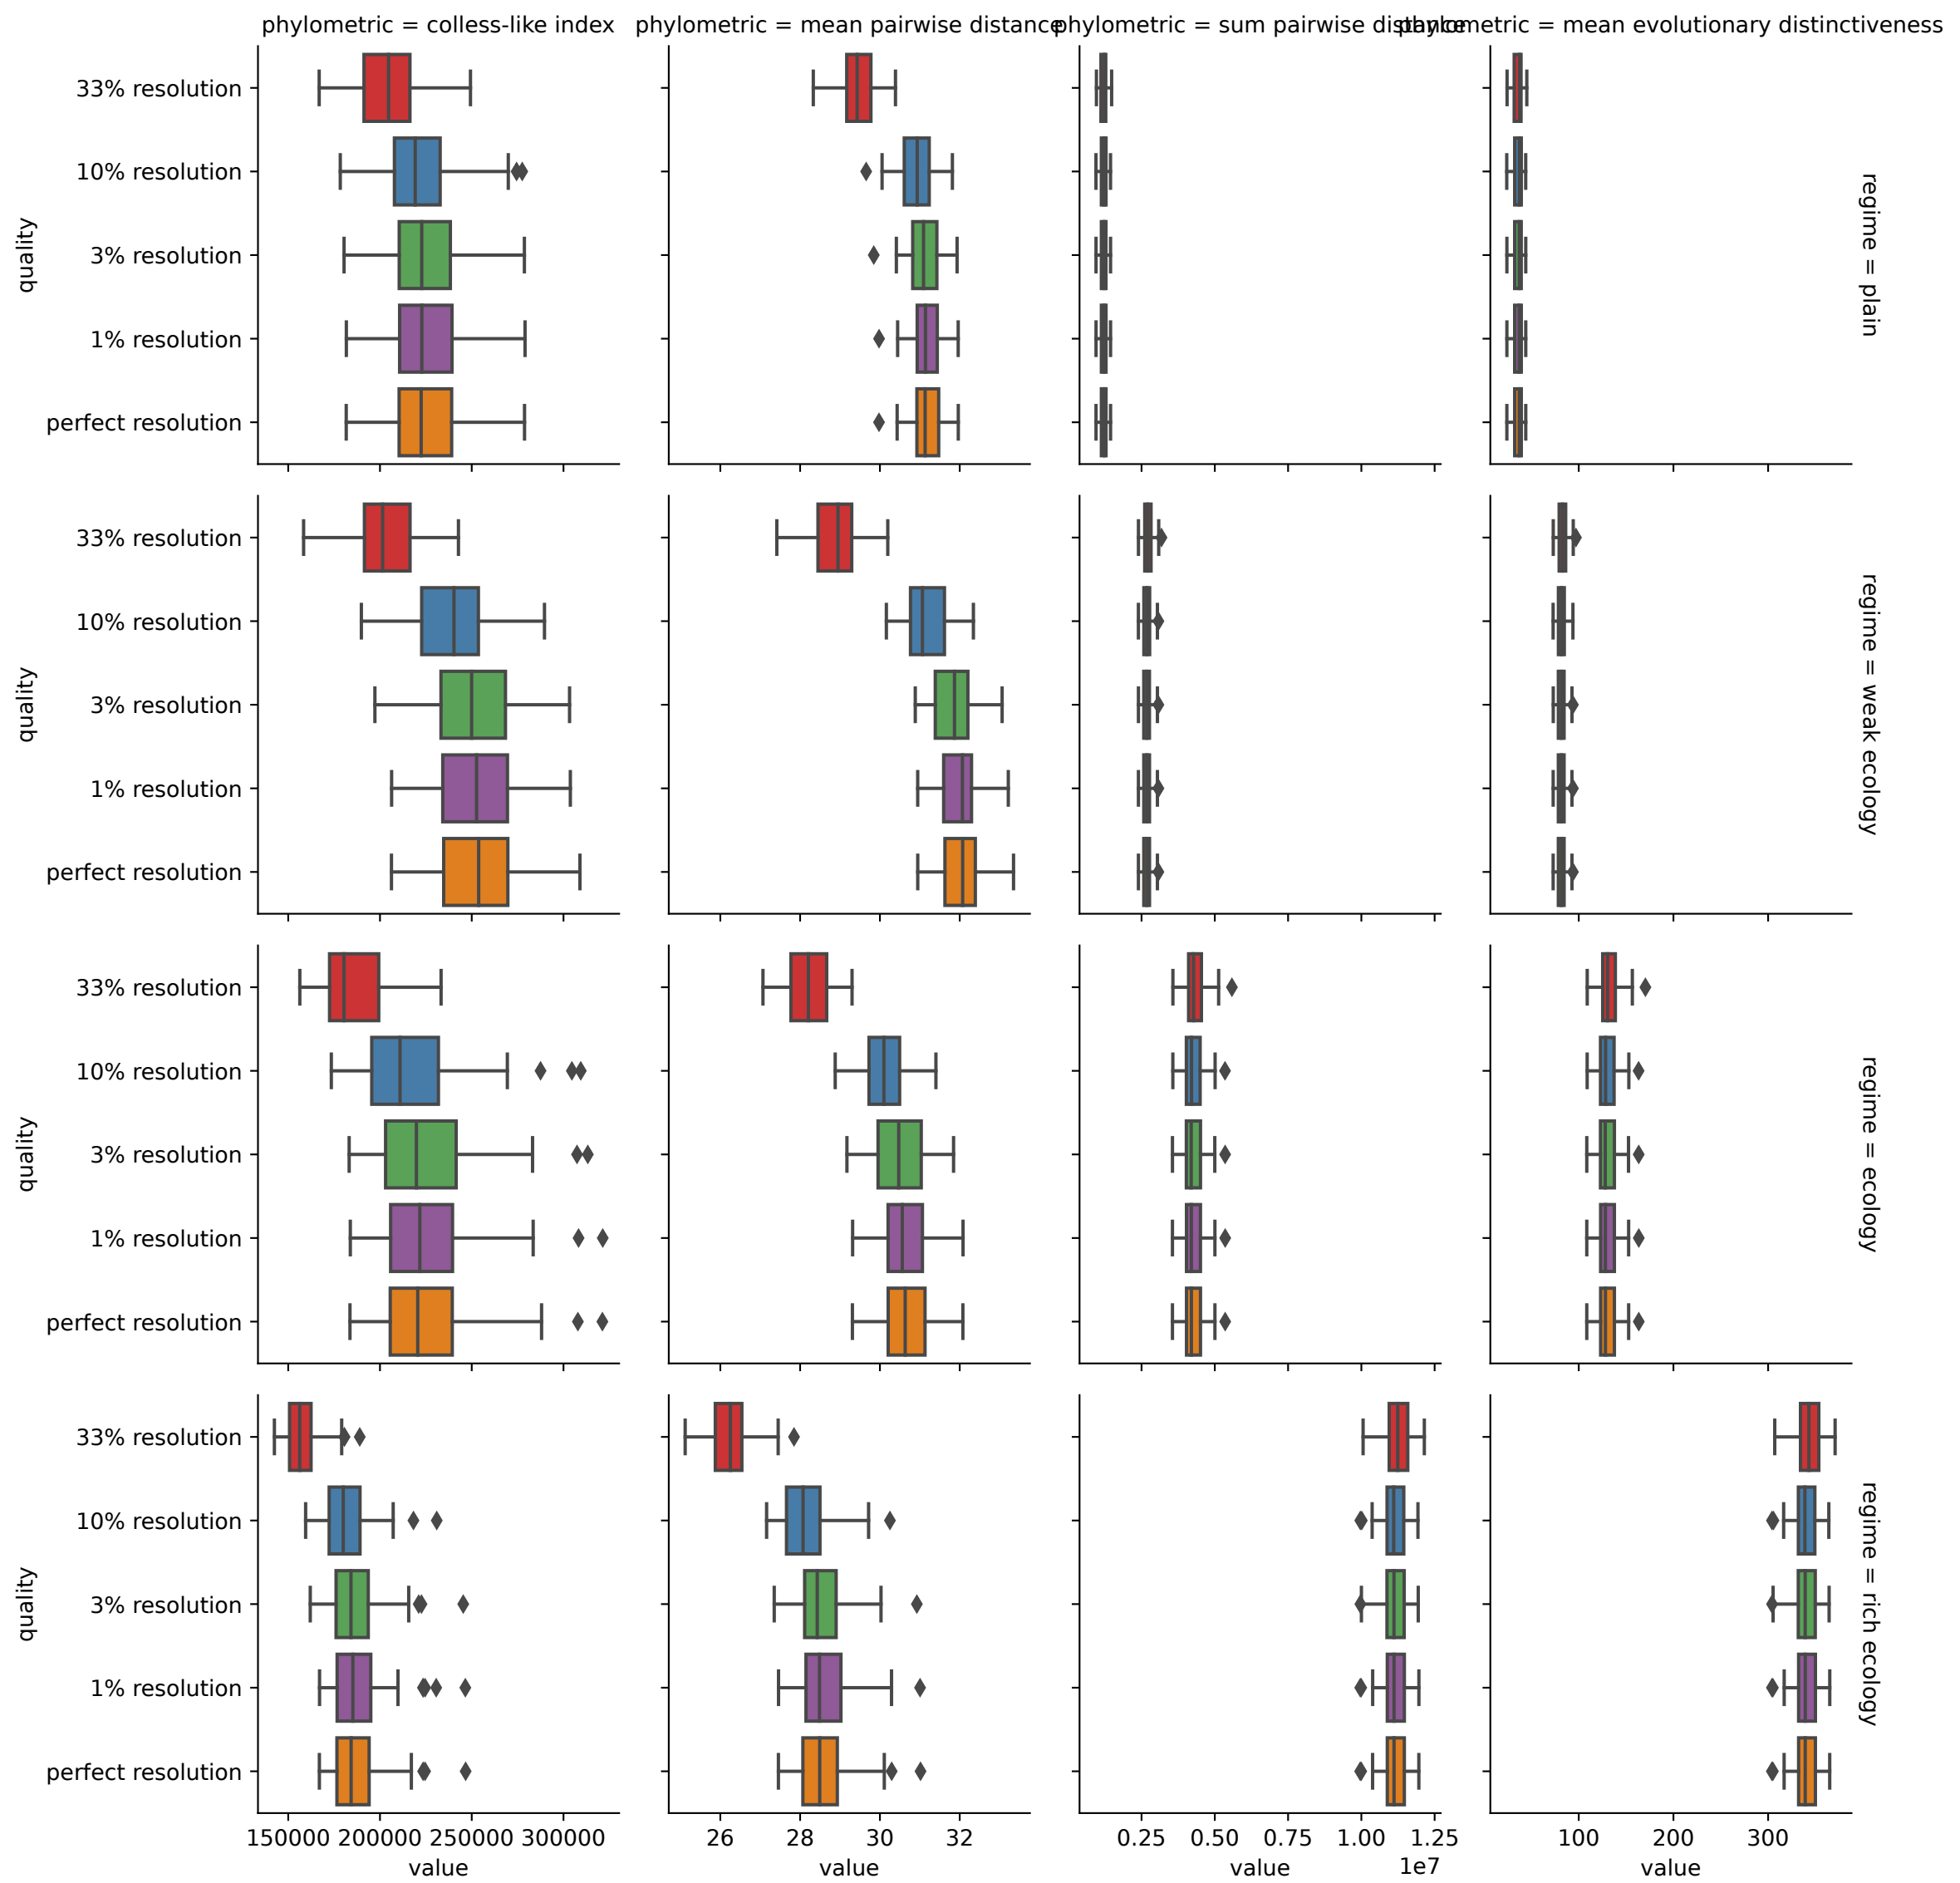 phylometric = colless-like index
phylometric = mean pairwise distance
phylometric = sum pairwise distance
phylometric = mean evolutionary distinctiveness
33% resolution
10% resolution
3% resolution
1% resolution
perfect resolution
quality
regime = plain
33% resolution
10% resolution
3% resolution
1% resolution
perfect resolution
quality
regime = weak ecology
33% resolution
10% resolution
3% resolution
1% resolution
perfect resolution
quality
regime = ecology
33% resolution
10% resolution
3% resolution
1% resolution
perfect resolution
quality
regime = rich ecology
150000 200000 250000 300000
value
26 28 30 32
value
0.25 0.50 0.75 1.00 1.25
1e7
value
100 200 300
value